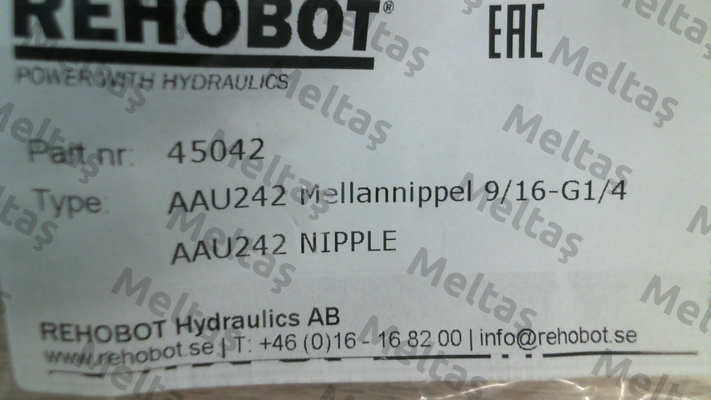 REHOBOT®
EAC
POWER WITH HYDRAULICS
Part nr: 45042
Type: AAU242 Mellannippel 9/16-G1/4
AAU242 NIPPLE
REHOBOT Hydraulics AB
www.rehobot.se | T: +46 (0)16 - 16 82 00 | info@rehobot.se
Meltaş